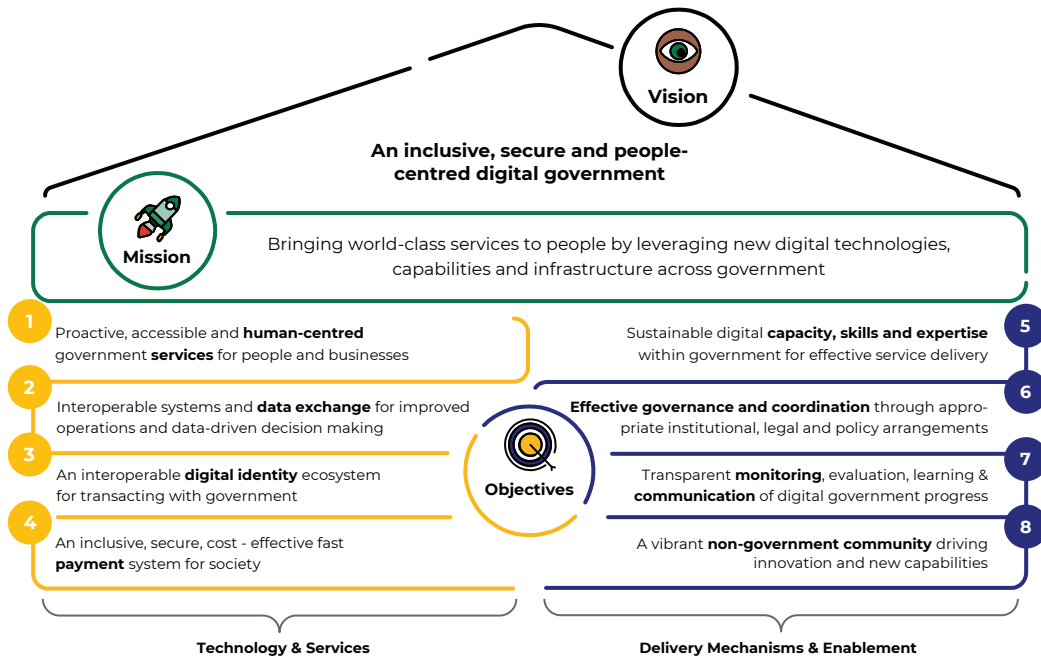 Vision
An inclusive, secure and people-
centred digital government
Mission
Bringing world-class services to people by leveraging new digital technologies,
capabilities and infrastructure across government
1
Proactive, accessible and human-centred
government services for people and businesses
2
Interoperable systems and data exchange for improved
operations and data-driven decision making
3
An interoperable digital identity ecosystem
for transacting with government
4
An inclusive, secure, cost - effective fast
payment system for society
Objectives
5
Sustainable digital capacity, skills and expertise
within government for effective service delivery
6
Effective governance and coordination through appro-
priate institutional, legal and policy arrangements
7
Transparent monitoring, evaluation, learning &
communication of digital government progress
8
A vibrant non-government community driving
innovation and new capabilities
Technology & Services
Delivery Mechanisms & Enablement